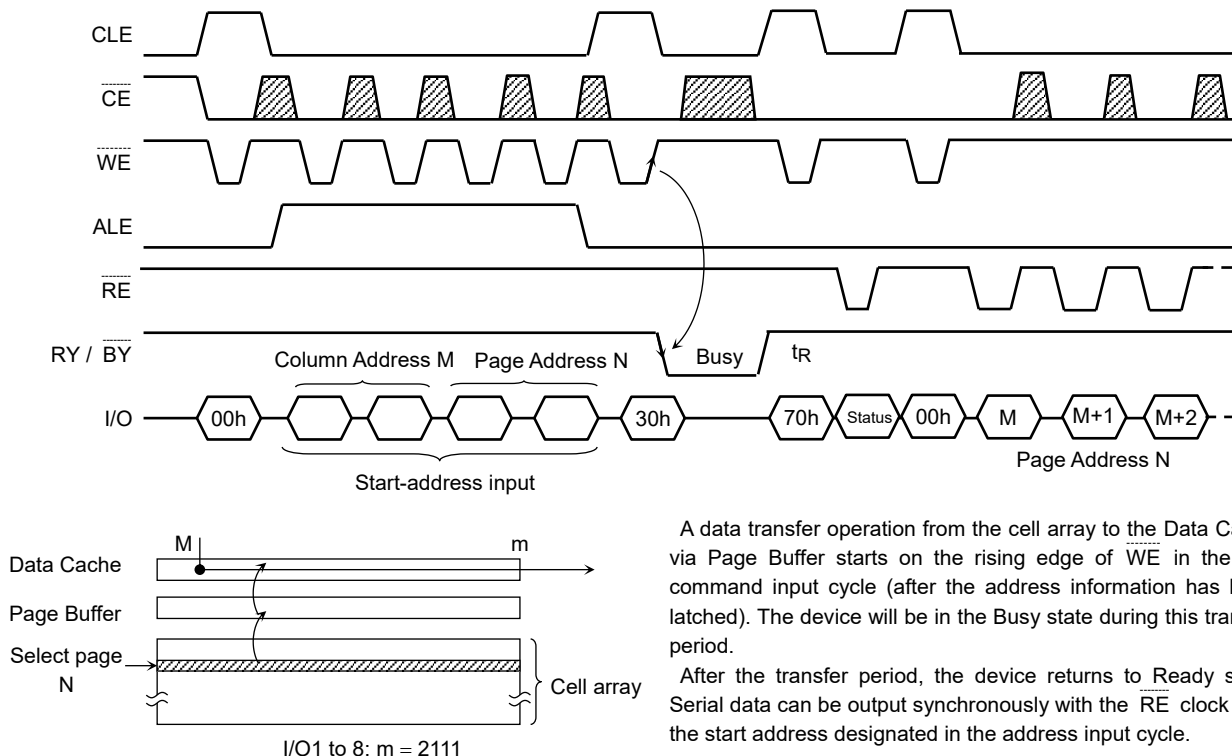 CLE
CE
WE
ALE
RE
RY / BY
Column Address M Page Address N
Busy
tR
I/O
00h
30h
70h
Status
00h
M
M+1
M+2
Start-address input
Page Address N
M
m
Data Cache
Page Buffer
Select page
N
Cell array
I/O1 to 8: m = 2111
A data transfer operation from the cell array to the Data
via Page Buffer starts on the rising edge of WE in the
command input cycle (after the address information has
latched). The device will be in the Busy state during this
period.
After the transfer period, the device returns to Ready
Serial data can be output synchronously with the RE clock
the start address designated in the address input cycle.